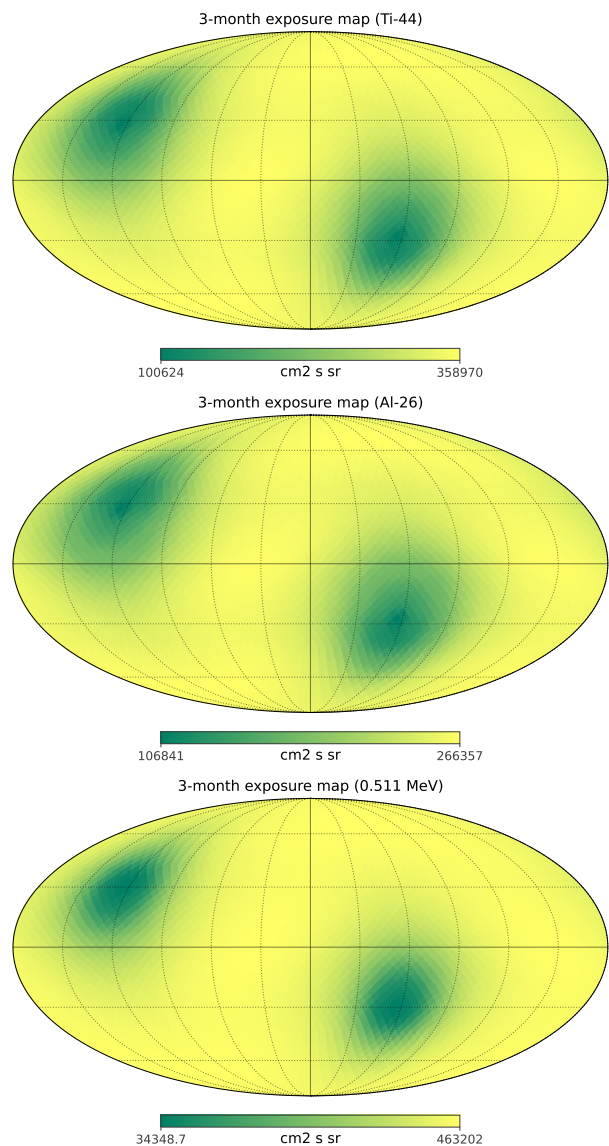 3-month exposure map (Ti-44)
100624 cm2 s sr 358970
3-month exposure map (Al-26)
106841 cm2 s sr 266357
3-month exposure map (0.511 MeV)
34348.7 cm2 s sr 463202